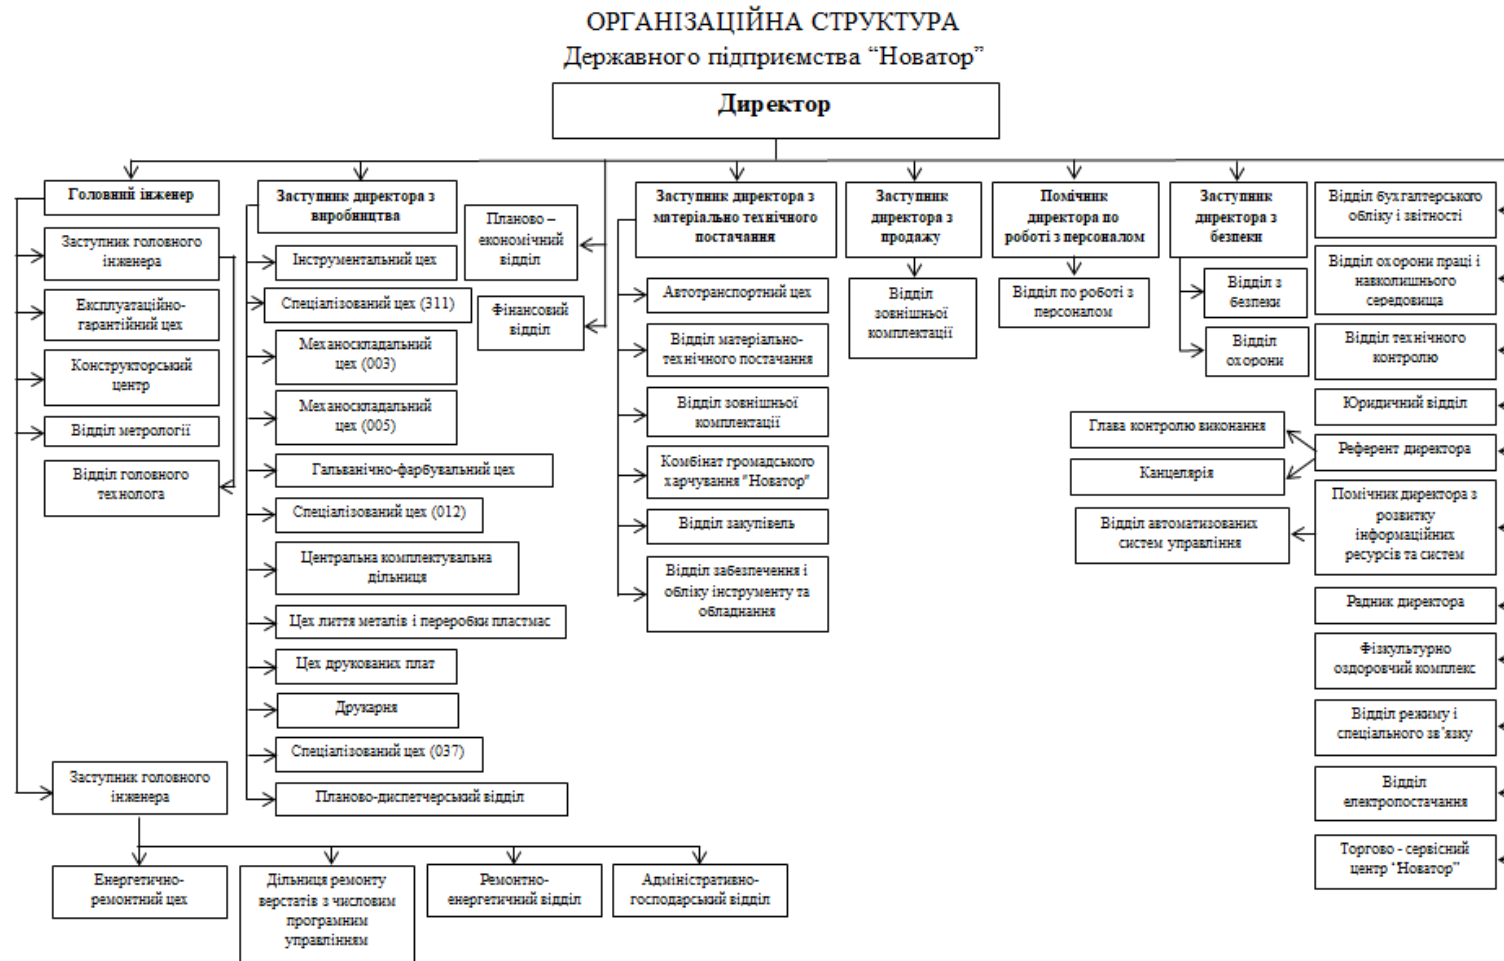 ОРГАНІЗАЦІЙНА СТРУКТУРА
Державного підприємства “Новатор”
Директор
Головний інженер
Заступник головного
інженера
Експлуатаційно-
гарантійний цех
Конструкторський
центр
Відділ метрології
Відділ головного
технолога
Заступник головного
інженера
Енергетично-
ремонтний цех
Дільниця ремонту
верстатів з числовим
програмним
управлінням
Ремонтно-
енергетичний відділ
Адміністративно-
господарський відділ
Заступник директора з
виробництва
Інструментальний цех
Спеціалізований цех (311)
Механоскладальний
цех (003)
Механоскладальний
цех (005)
Гальванічно-фарбувальний цех
Спеціалізований цех (012)
Центральна комплектувальна
дільниця
Цех лиття металів і переробки пластмас
Цех друкованих плат
Друкарня
Спеціалізований цех (037)
Планово-диспетчерський відділ
Планово –
економічний
відділ
Фінансовий
відділ
Заступник директора з
матеріально технічного
постачання
Автотранспортний цех
Відділ матеріально-
технічного постачання
Відділ зовнішньої
комплектації
Комбінат громадського
харчування "Новатор"
Відділ закупівель
Відділ забезпечення і
обліку інструменту та
обладнання
Заступник
директора з
продажу
Відділ
зовнішньої
комплектації
Помічник
директора по
роботі з персоналом
Відділ по роботі з
персоналом
Заступник
директора з
безпеки
Відділ з
безпеки
Відділ
охорони
Відділ бухгалтерського
обліку і звітності
Відділ охорони праці і
навколишнього
середовища
Відділ технічного
контролю
Юридичний відділ
Референт директора
Глава контролю виконання
Канцелярія
Помічник директора з
розвитку
інформаційних
ресурсів та систем
Відділ автоматизованих
систем управління
Радник директора
Фізкультурно
оздоровчий комплекс
Відділ режиму і
спеціального зв’язку
Відділ
електропостачання
Торгово - сервісний
центр “Новатор”